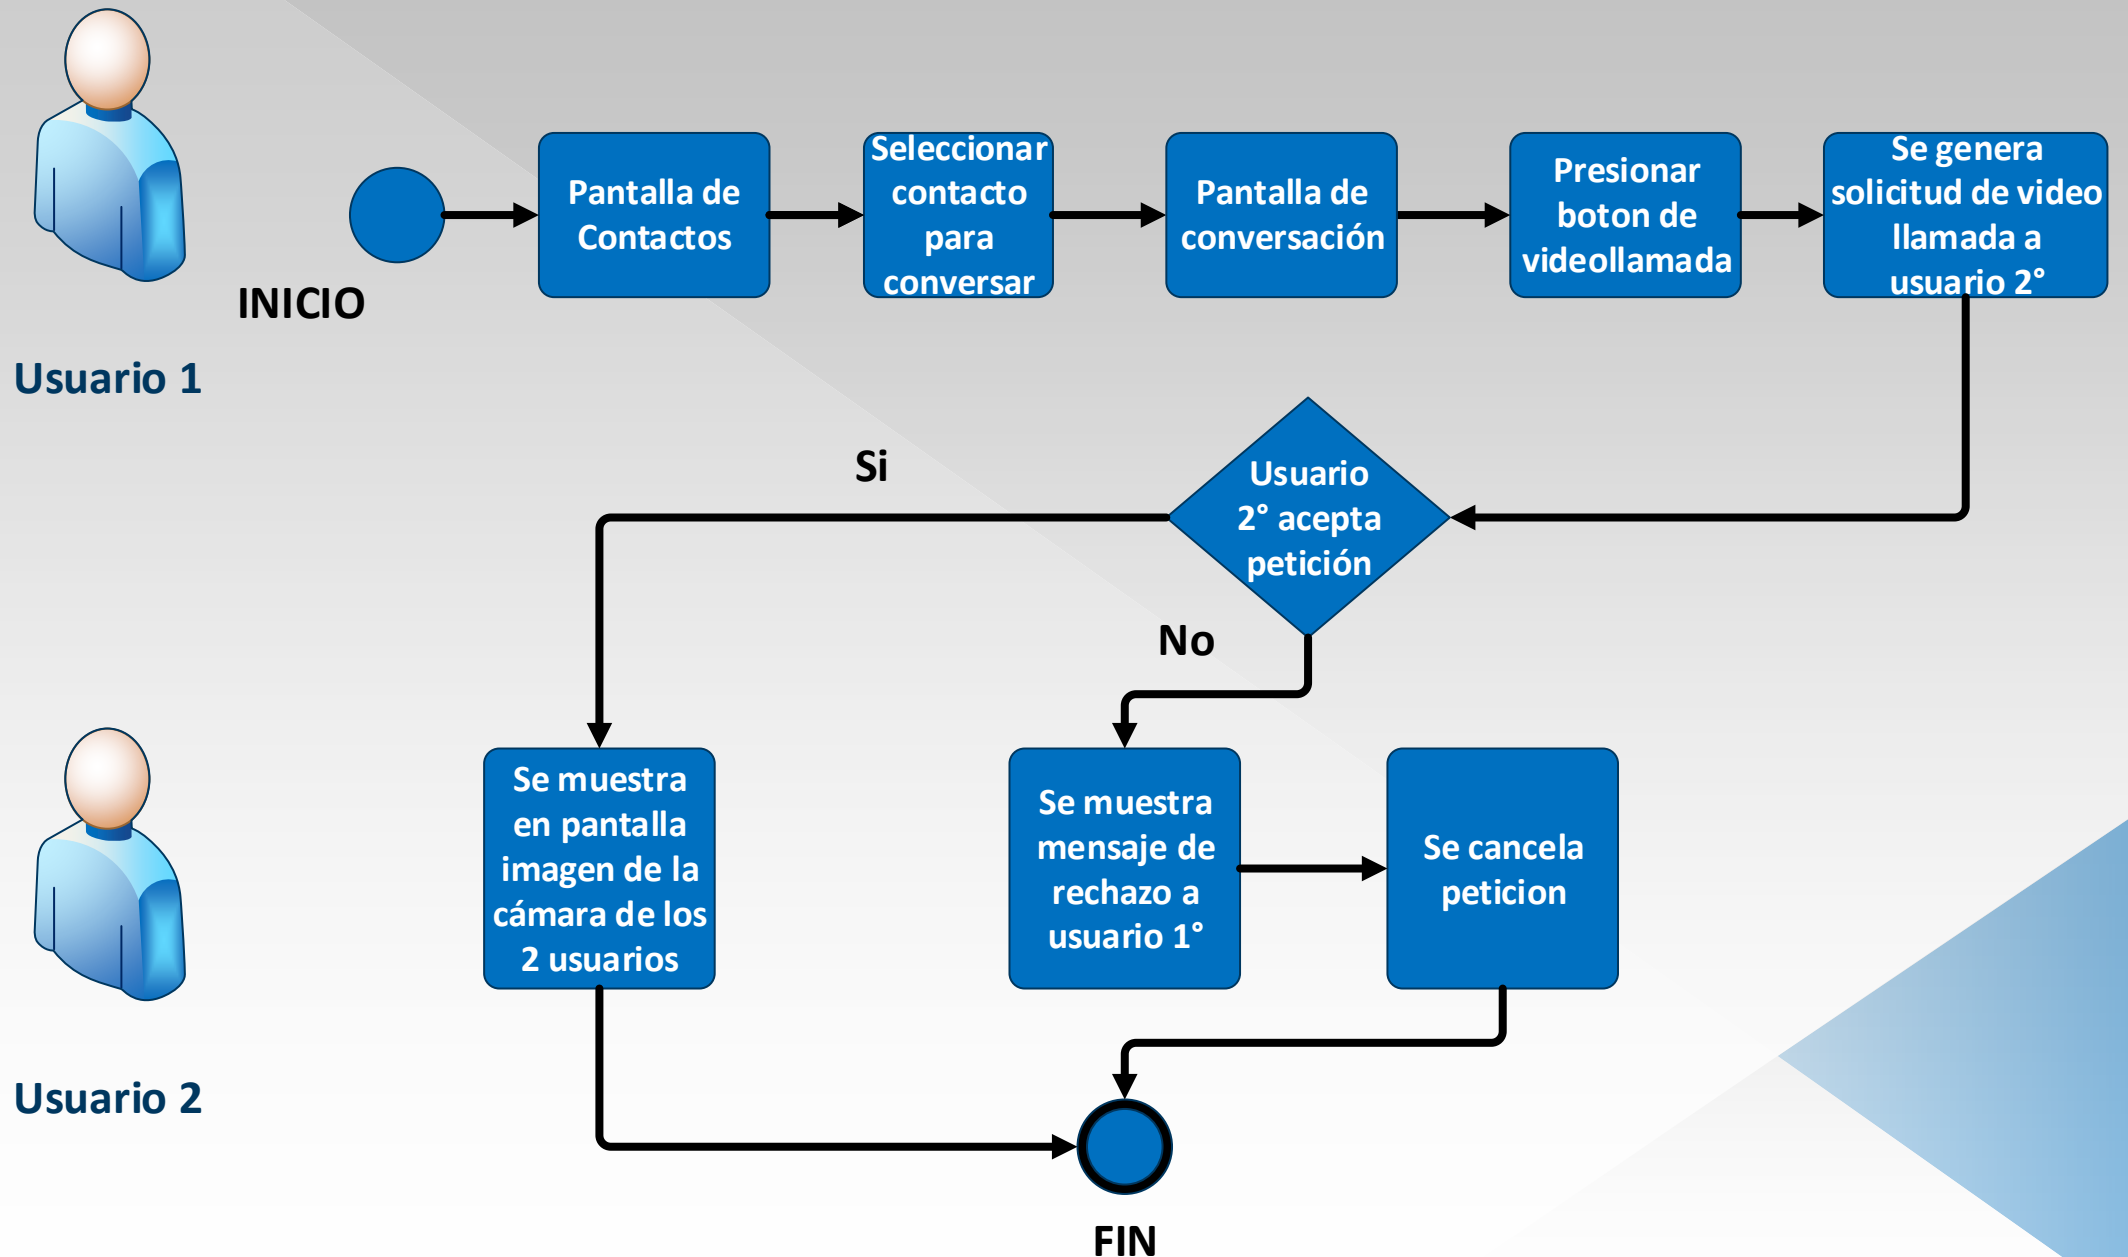 Pantalla de
Contactos
Seleccionar
contacto
para
conversar
Pantalla de
conversación
Presionar
boton de
videollamada
Se genera
solicitud de video
llamada a
usuario 2°
INICIO
Usuario 1
Si
Usuario
2° acepta
petición
No
Se muestra
en pantalla
imagen de la
cámara de los
2 usuarios
Se muestra
mensaje de
rechazo a
usuario 1°
Se cancela
peticion
Usuario 2
FIN